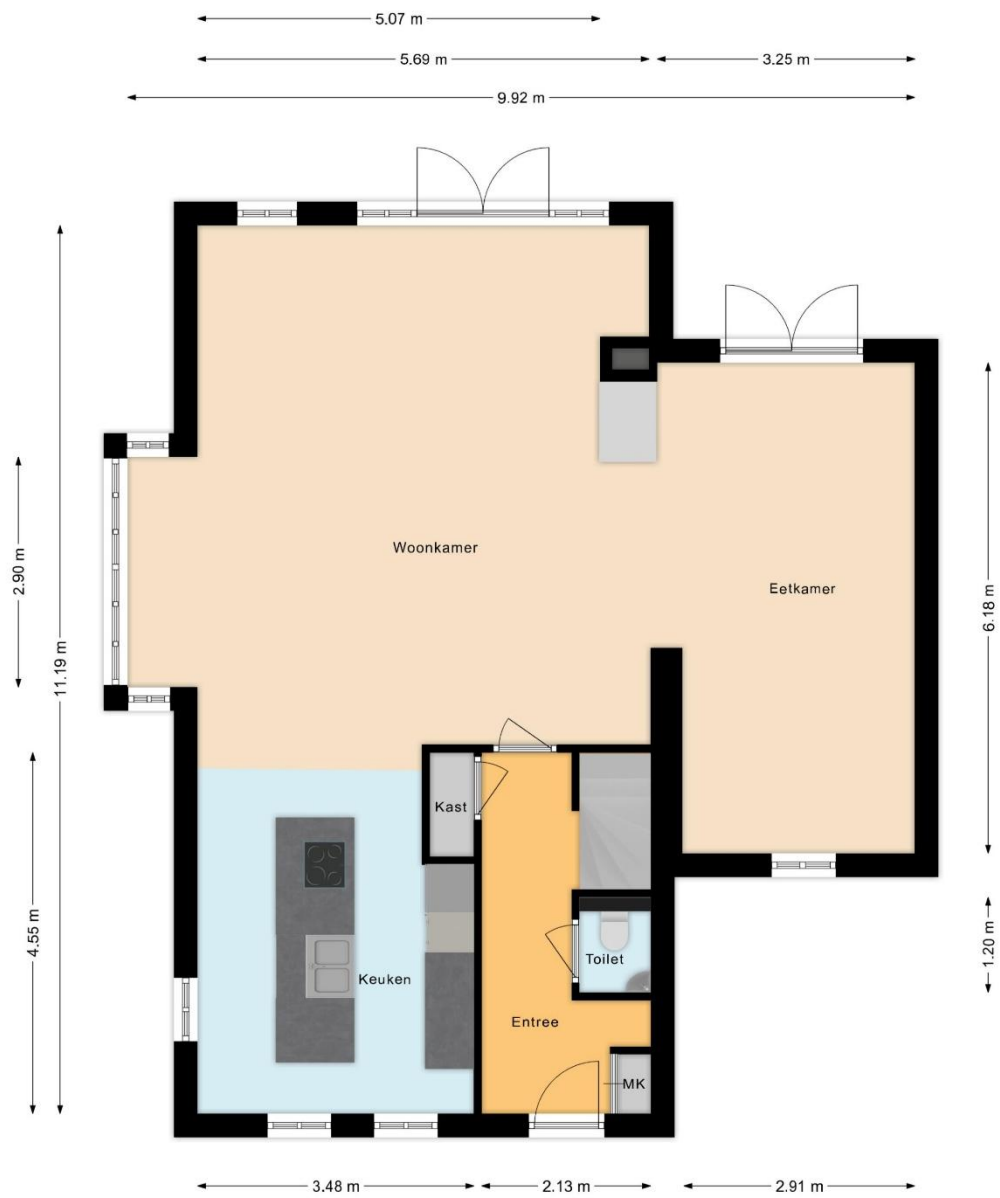 5.07 m
5.69 m
3.25 m
9.92 m
Woonkamer
2.90 m
Eetkamer
6.18 m
11.19 m
Kast
4.55 m
1.20 m
Toilet
Keuken
Entree
MK
3.48 m
2.13 m
2.91 m